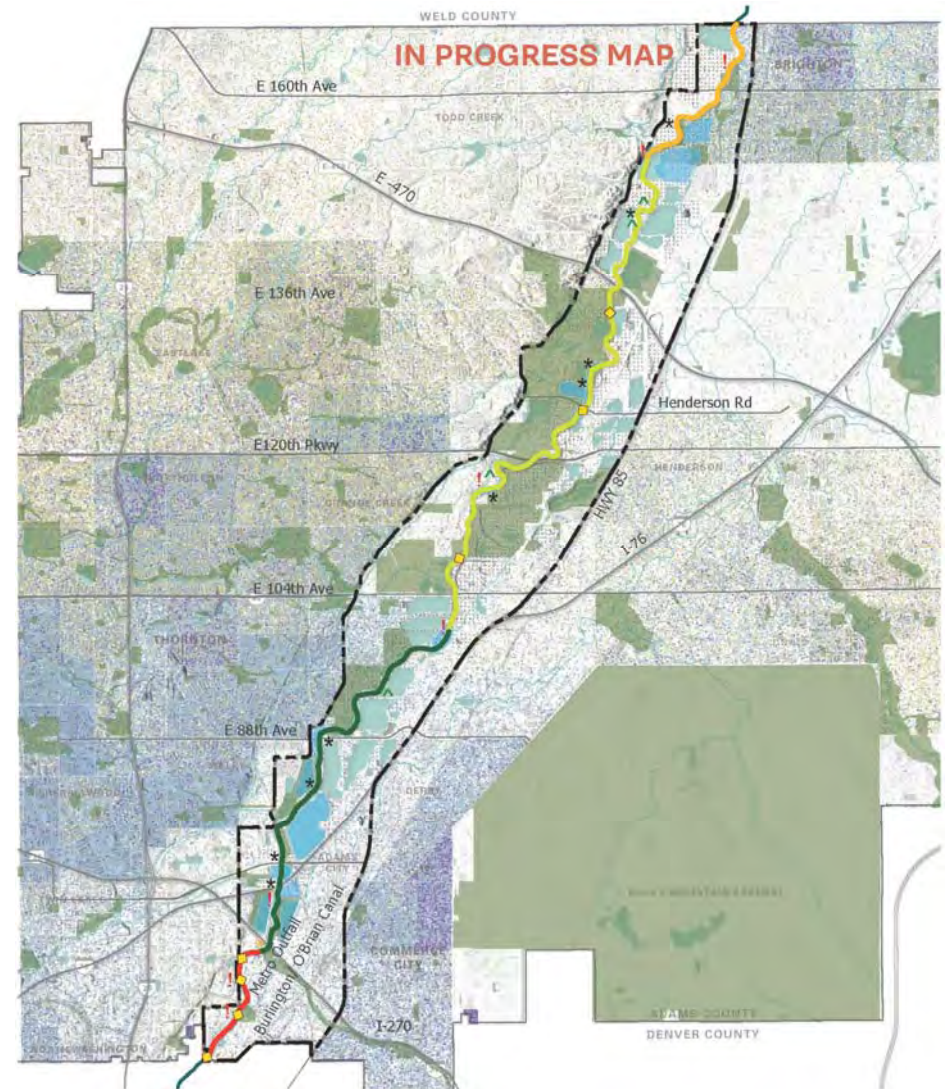 WELD COUNTY
IN PROGRESS MAP
BRIGHTON
E 160th Ave
TODD CREEK
E -470
E 136th Ave
EASTLAKE
Henderson Rd
E120th Pkwy
HENDERSON
HWY 85
I-76
E 104th Ave
THORNTON
E 88th Ave
WELBY
DERBY
ADAMS
CITY
Metro Outfall
Burlington O'Brian Canal
COMMERCE
CITY
I-270
ADAMS COUNTY
DENVER COUNTY